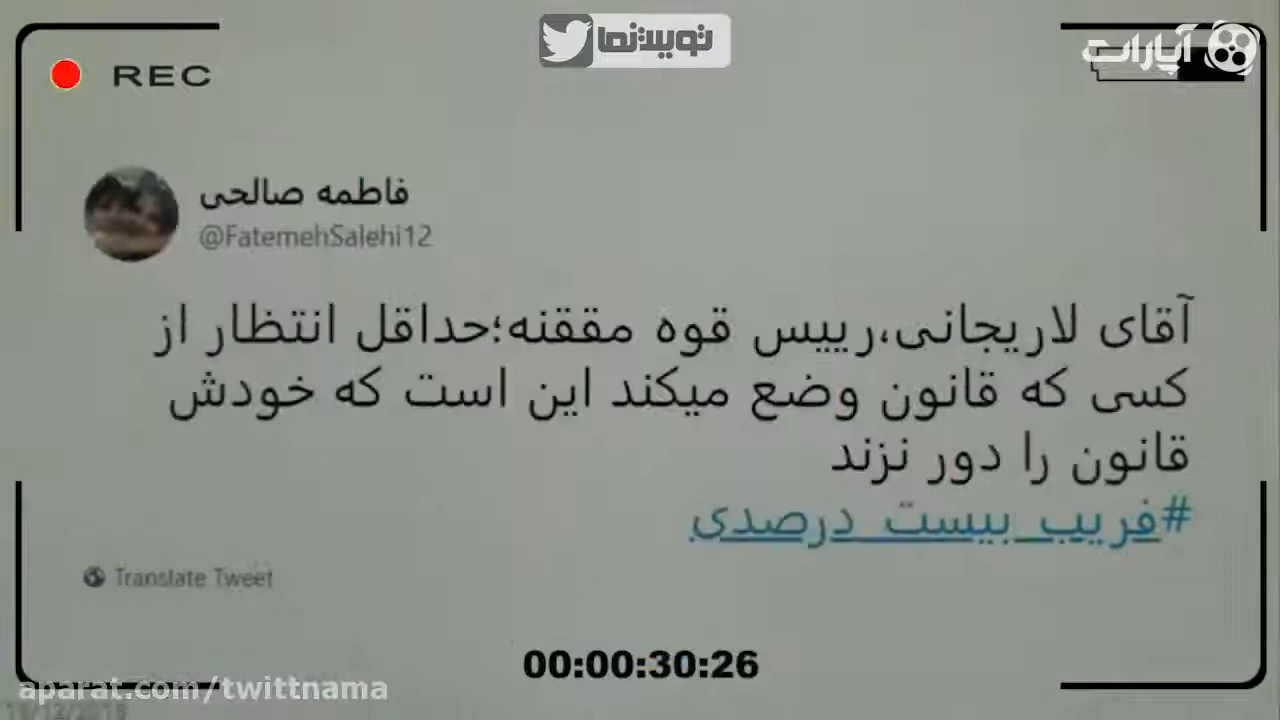 توییتنما
آپارات
REC
فاطمه صالحی
@FatemehSalehi12
آقای لاریجانی،رییس قوه مققنه؛حداقل انتظار از
کسی که قانون وضع میکند این است که خودش
قانون را دور نزند
#فریب_بیست_درصدی
Translate Tweet
00:00:30:26
aparat.com/twittnama